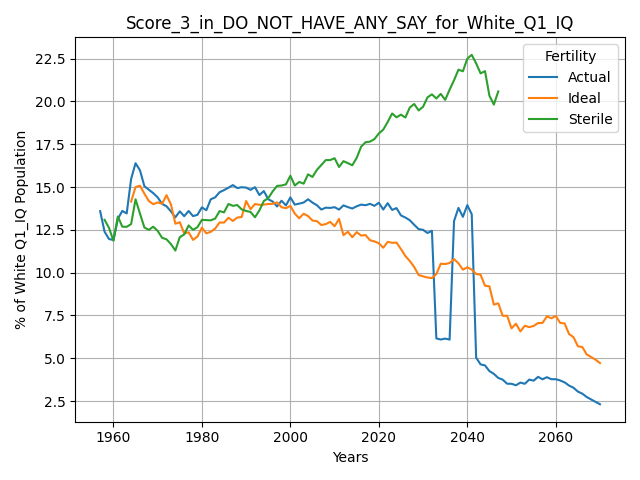 Score_3_in_DO_NOT_HAVE_ANY_SAY_for_White_Q1_IQ
Fertility
Actual
Ideal
Sterile
% of White Q1_IQ Population
22.5
20.0
17.5
15.0
12.5
10.0
7.5
5.0
2.5
1960
1980
2000
2020
2040
2060
Years